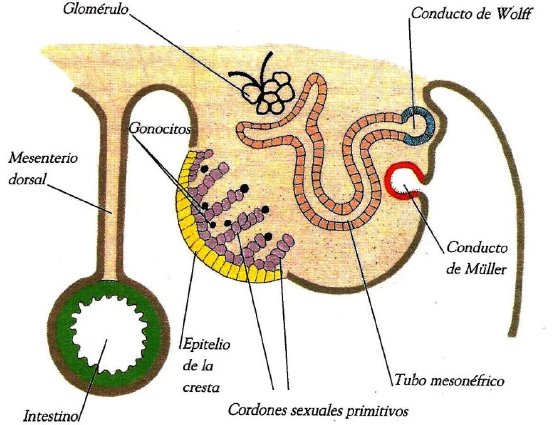 Glomérulo
Conducto de Wolff
Gonocitos
Mesenterio
dorsal
Conducto
de Müller
Epitelio
de la
cresta
Tubo mesonéfrico
Intestino
Cordones sexuales primitivos